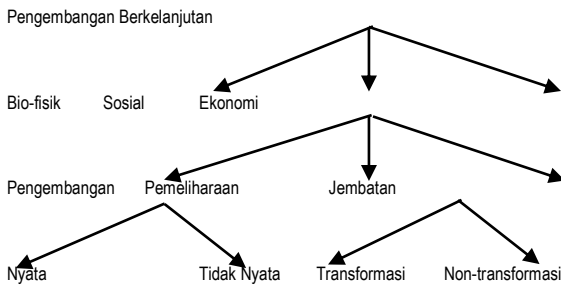 Pengembangan Berkelanjutan
Bio-fisik Sosial Ekonomi
Pengembangan Pemeliharaan Jembatan
Nyata Tidak Nyata Transformasi Non-transformasi